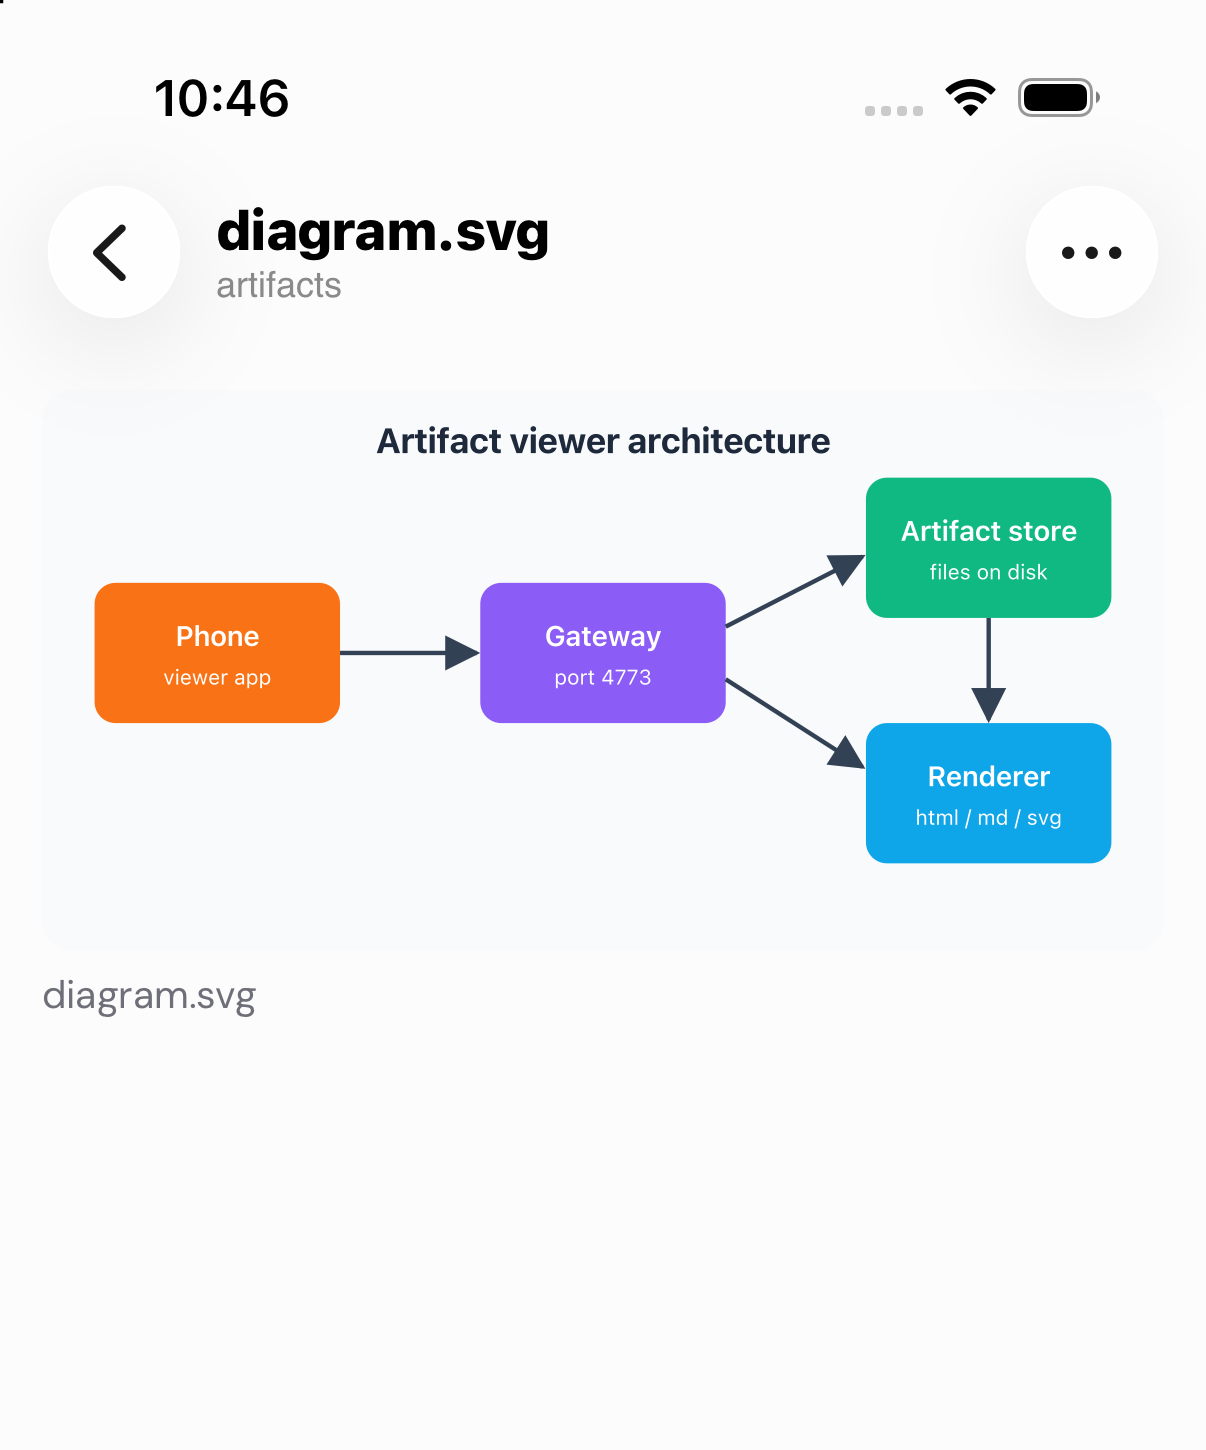 10:46
diagram.svg
artifacts
Artifact viewer architecture
Artifact store
files on disk
Phone
viewer app
Gateway
port 4773
Renderer
html / md / svg
diagram.svg